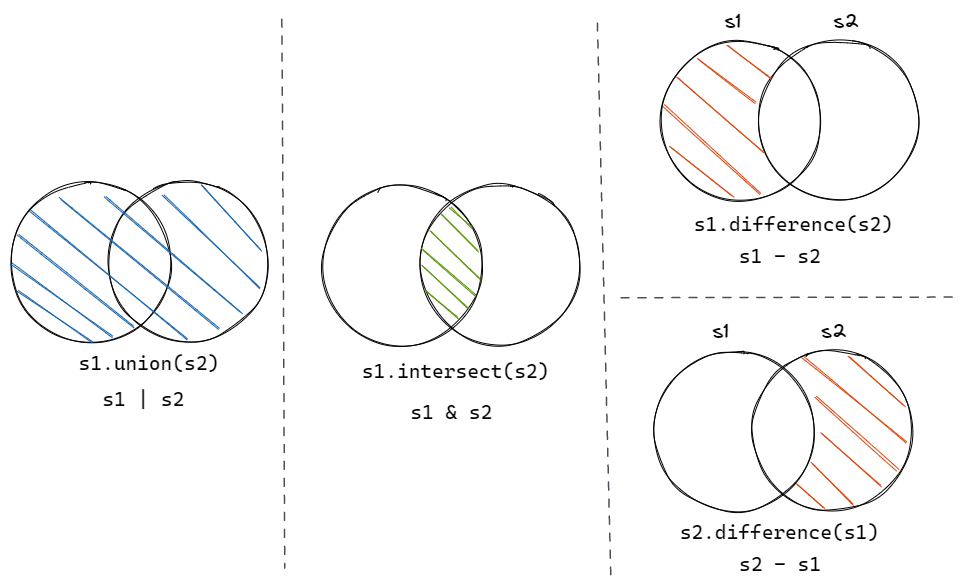 s1.union(s2)
s1 | s2
s1.intersect(s2)
s1 & s2
s1 s2
s1.difference(s2)
s1 - s2
s1 s2
s2.difference(s1)
s2 - s1